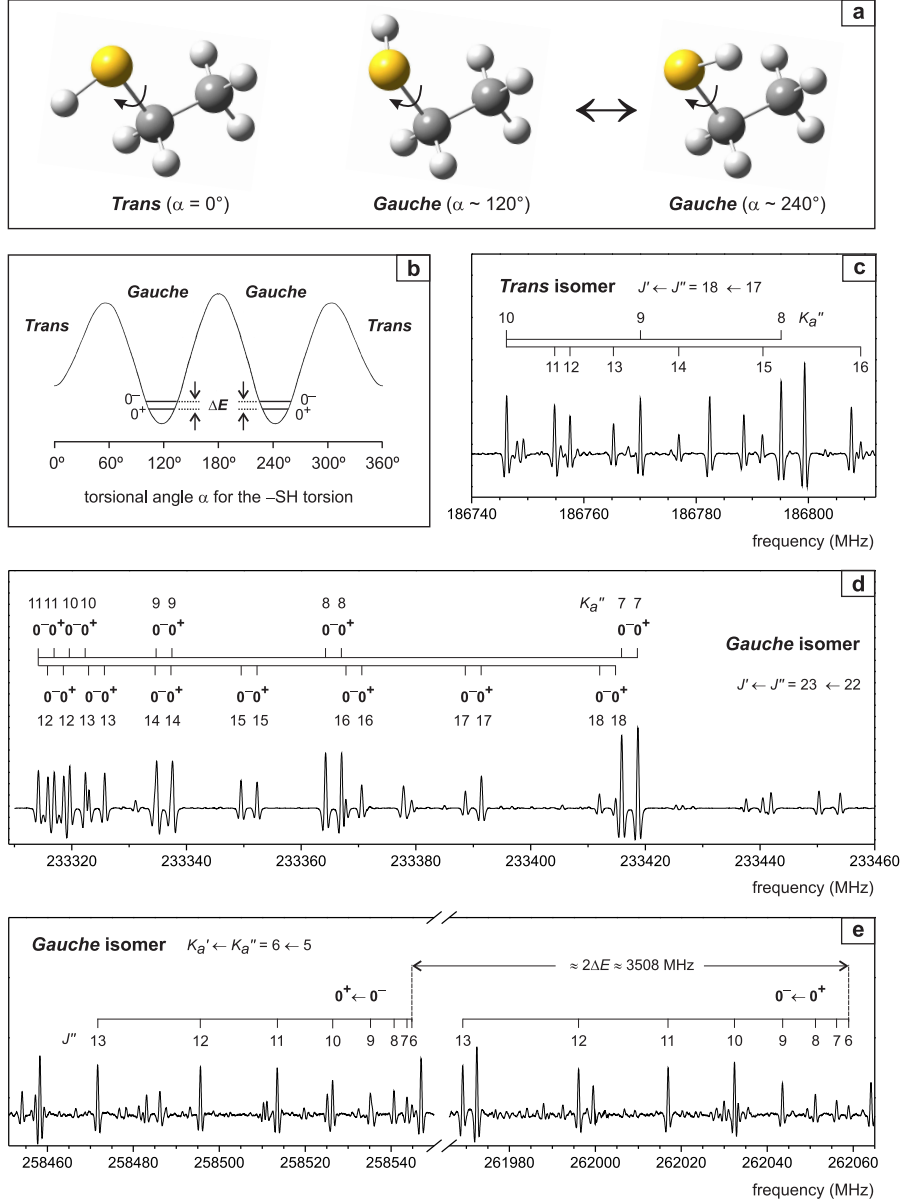 a
Trans (α = 0°)
Gauche (α ~ 120°)
Gauche (α ~ 240°)
b
Gauche Gauche
Trans Trans
0⁻ ΔE 0⁻
0⁺ 0⁺
0º 60º 120º 180º 240º 300º 360º
torsional angle α for the –SH torsion
c
Trans isomer J' ← J" = 18 ← 17
10 9 8 Kₐ"
11 12 13 14 15 16
186740 186760 186780 186800
frequency (MHz)
d
11 11 10 10 9 9 8 8 Kₐ" 7 7
0⁻0⁺ 0⁻0⁺ 0⁻0⁺ 0⁻0⁺ 0⁻0⁺
Gauche isomer
J' ← J" = 23 ← 22
0⁻0⁺ 0⁻0⁺ 0⁻0⁺ 0⁻0⁺ 0⁻0⁺ 0⁻0⁺ 0⁻0⁺
12 12 13 13 14 14 15 15 16 16 17 17 18 18
233320 233340 233360 233380 233400 233420 233440 233460
frequency (MHz)
e
Gauche isomer Kₐ' ← Kₐ" = 6 ← 5
≈ 2ΔE ≈ 3508 MHz
0⁺← 0⁻ 0⁻← 0⁺
J" 13 12 11 10 9 8 7 6 13 12 11 10 9 8 7 6
258460 258480 258500 258520 258540 261980 262000 262020 262040 262060
frequency (MHz)